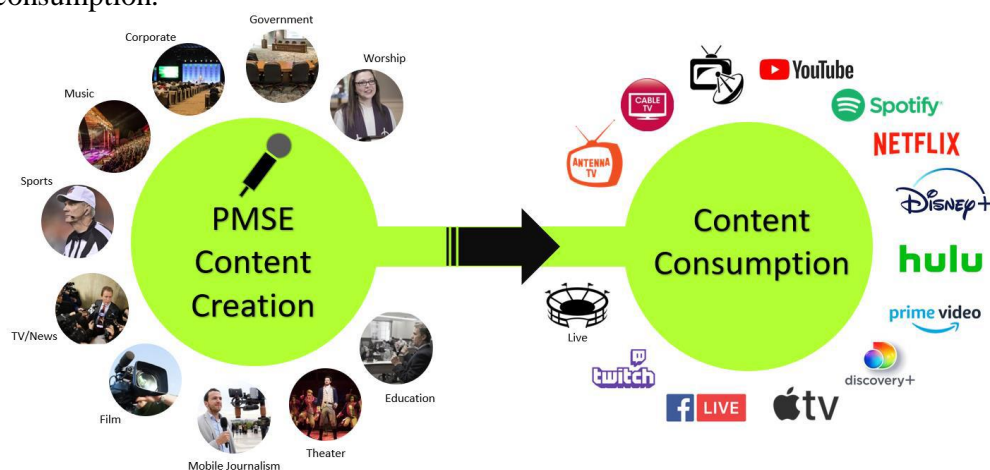 consumption.
Government
Corporate
Worship
Music
Sports
TV/News
Film
Mobile Journalism
Theater
Education
PMSE
Content
Creation
CABLE
TV
YouTube
Spotify
ANTENNA
TV
NETFLIX
Disney+
Content
Consumption
hulu
prime video
Live
discovery+
twitch
f LIVE
tv